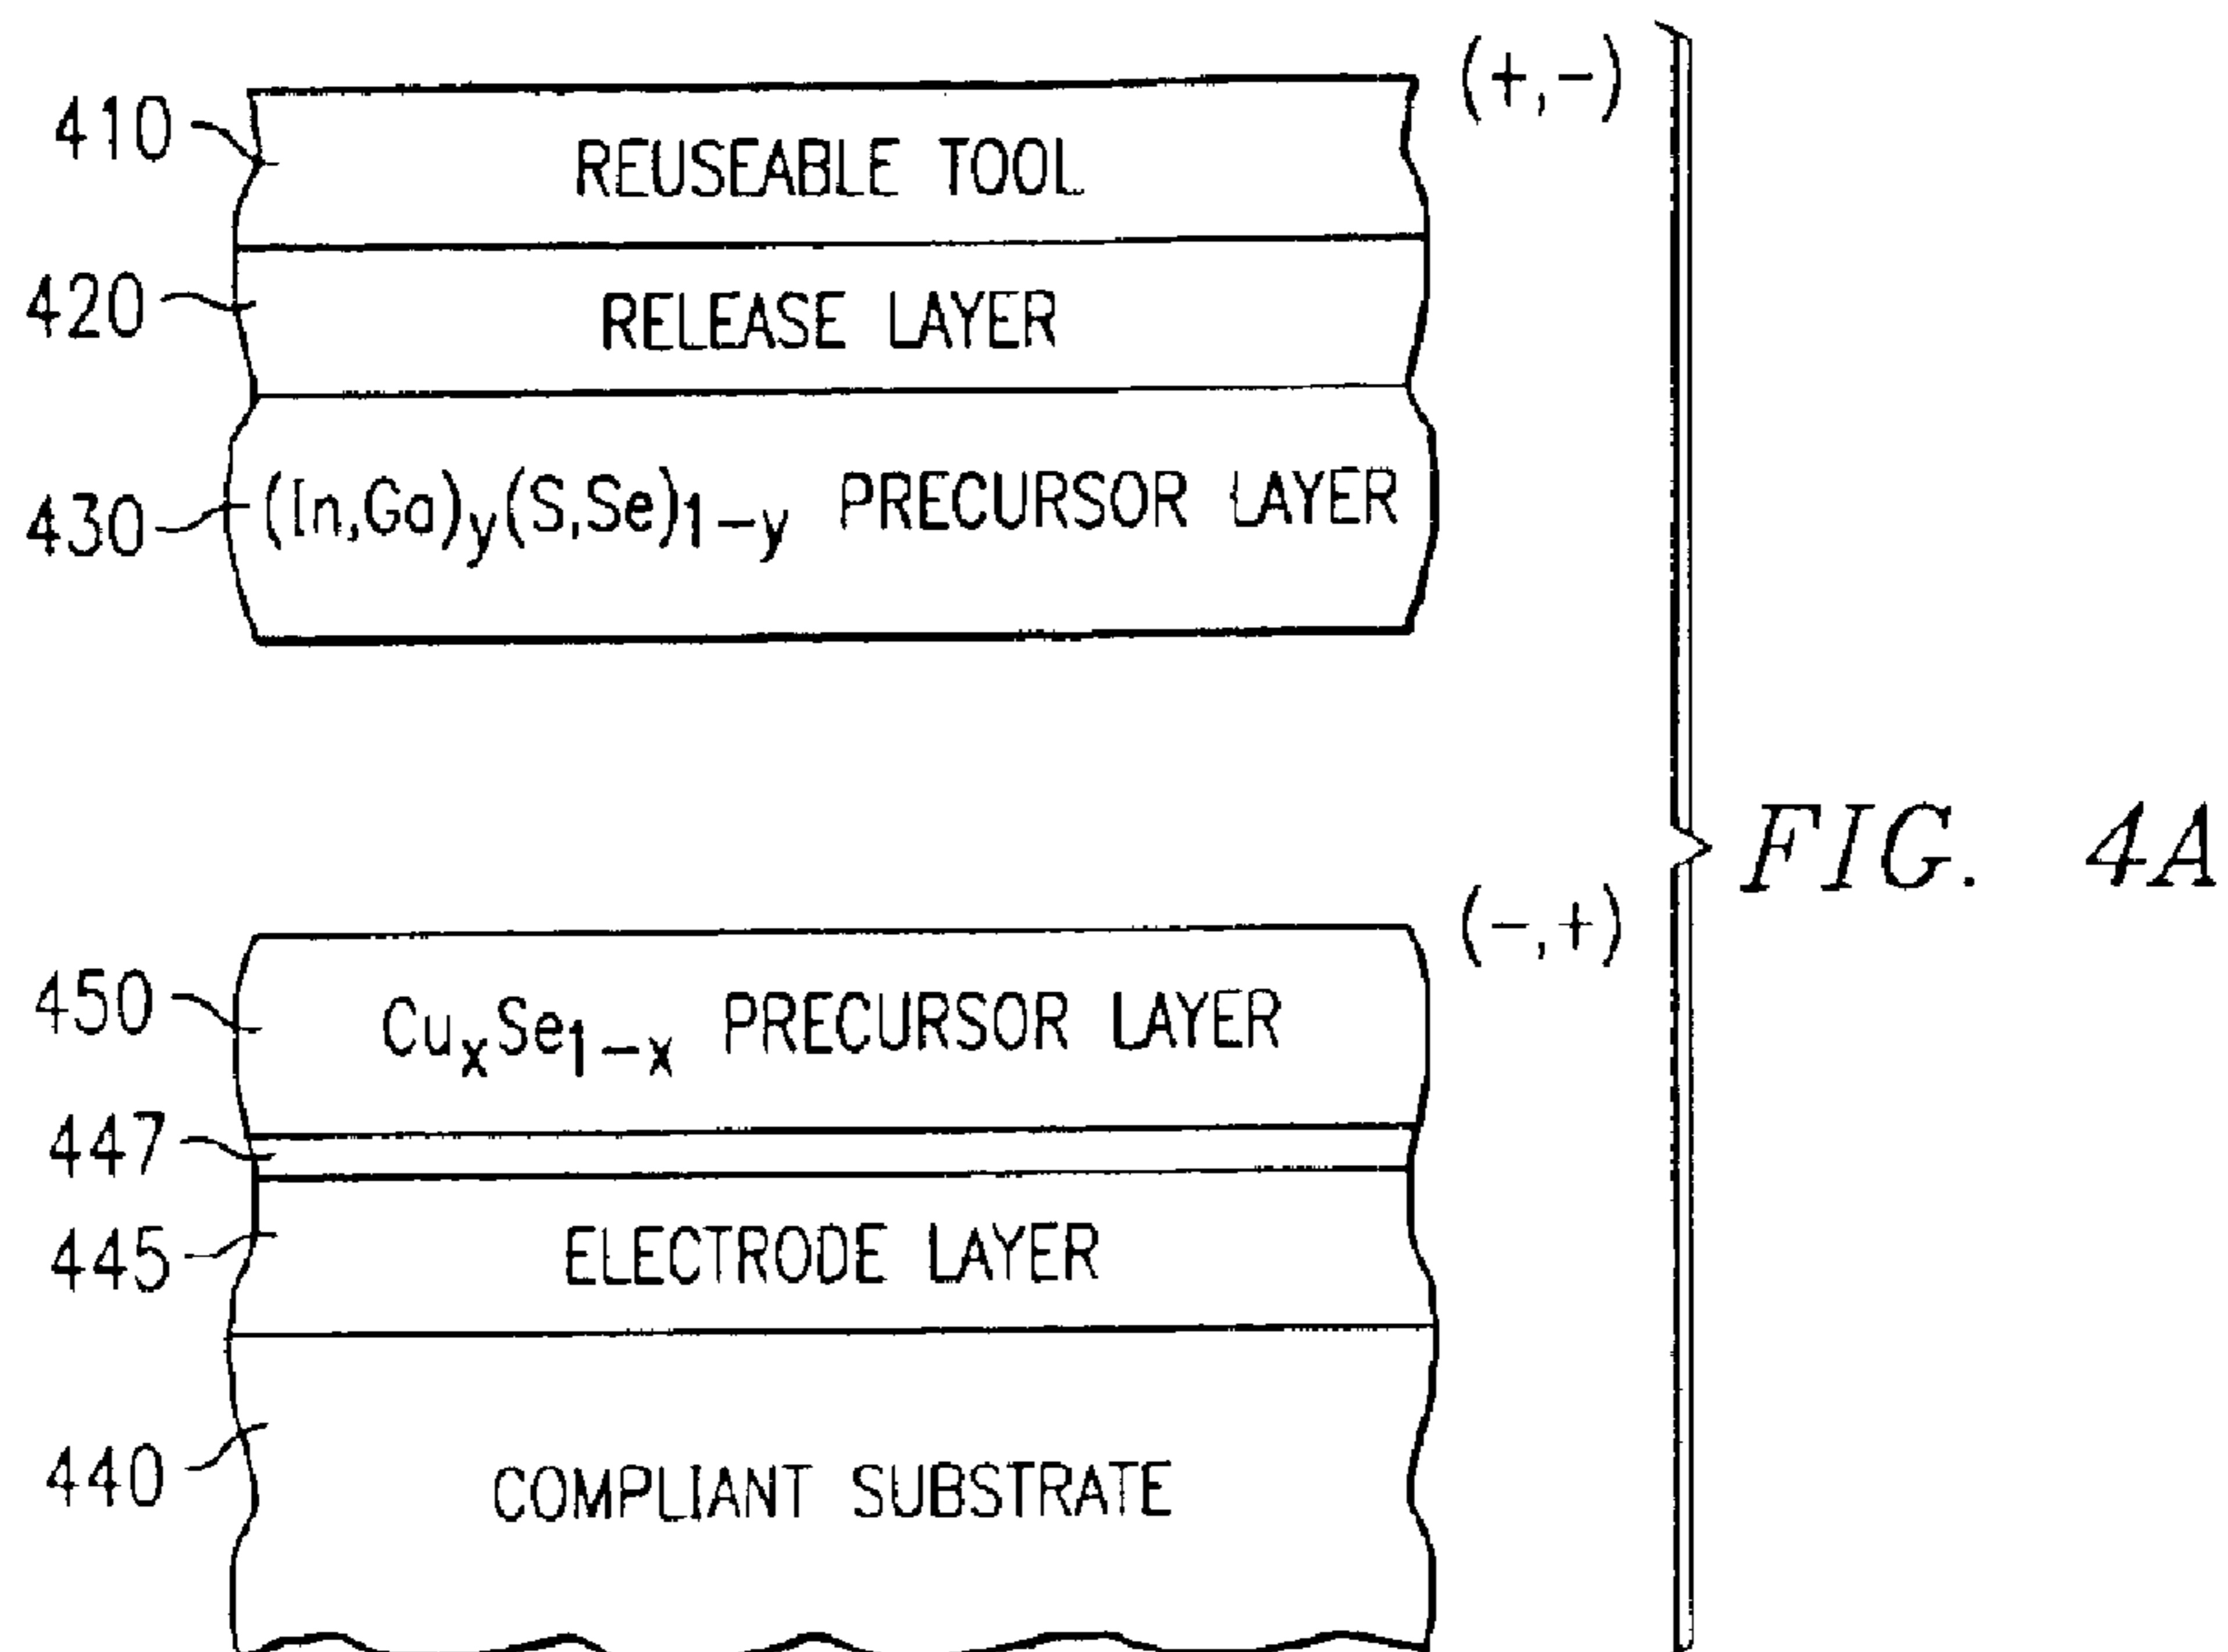 (+,-)
410 REUSEABLE TOOL
420 RELEASE LAYER
430 (In,Ga)y(S,Se)1-y PRECURSOR LAYER
FIG. 4A
(-,+)
450 CuxSe1-x PRECURSOR LAYER
447
445 ELECTRODE LAYER
440 COMPLIANT SUBSTRATE